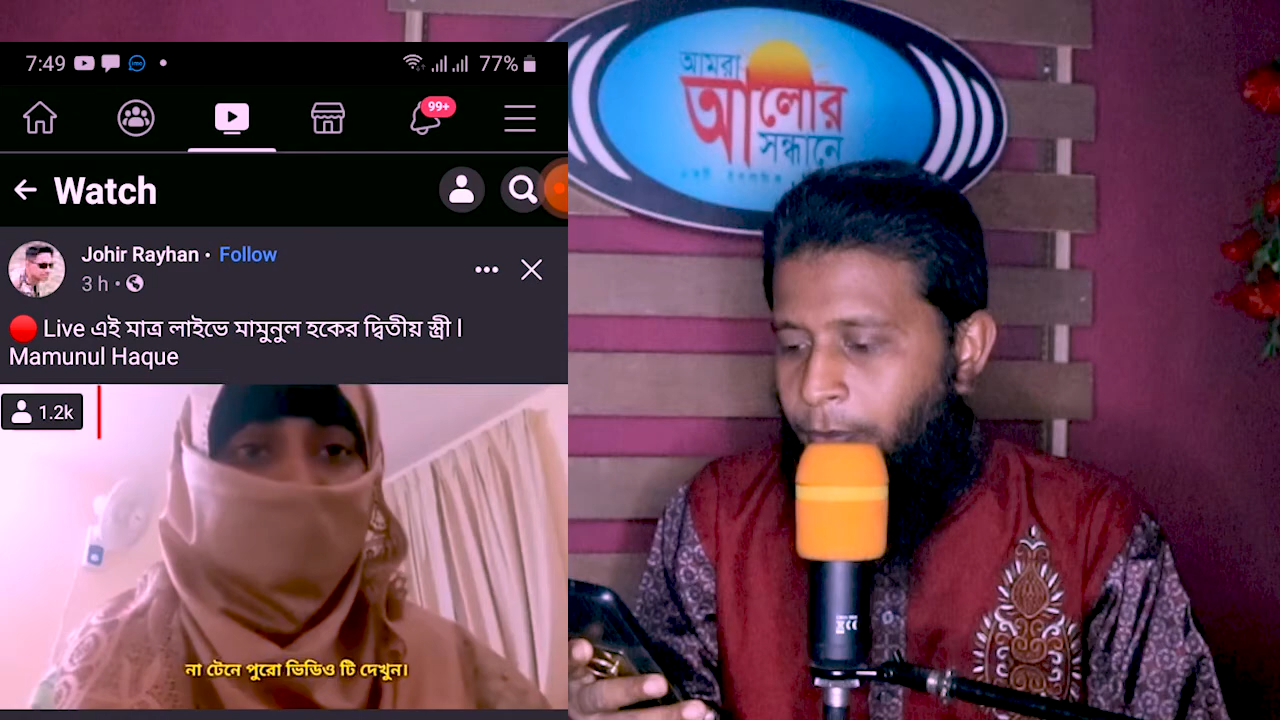 7:49
77%
99+
Watch
Johir Rayhan • Follow
3 h •
Live এই মাত্র লাইভে মামুনুল হকের দ্বিতীয় স্ত্রী l
Mamunul Haque
1.2k
না টেনে পুরো ভিডিও টি দেখুন।
আমরা
আলোর
সন্ধানে